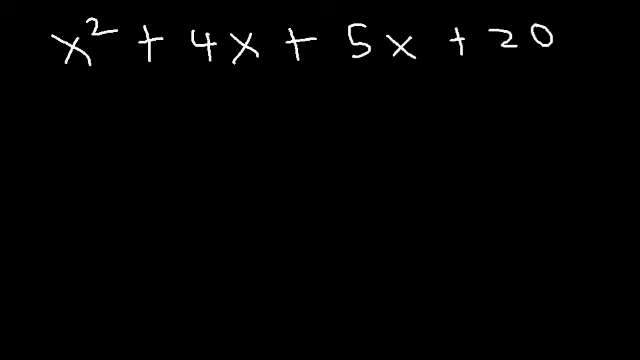 x² + 4x + 5x + 20